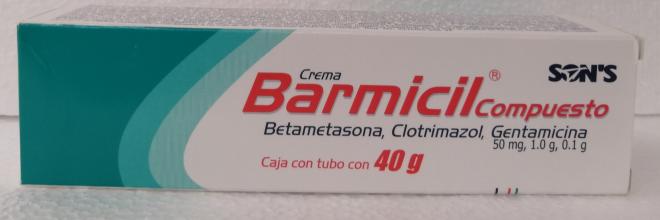 Crema
SON'S
Barmicil® Compuesto
Betametasona, Clotrimazol, Gentamicina
50 mg, 1.0 g, 0.1 g
Caja con tubo con 40 g